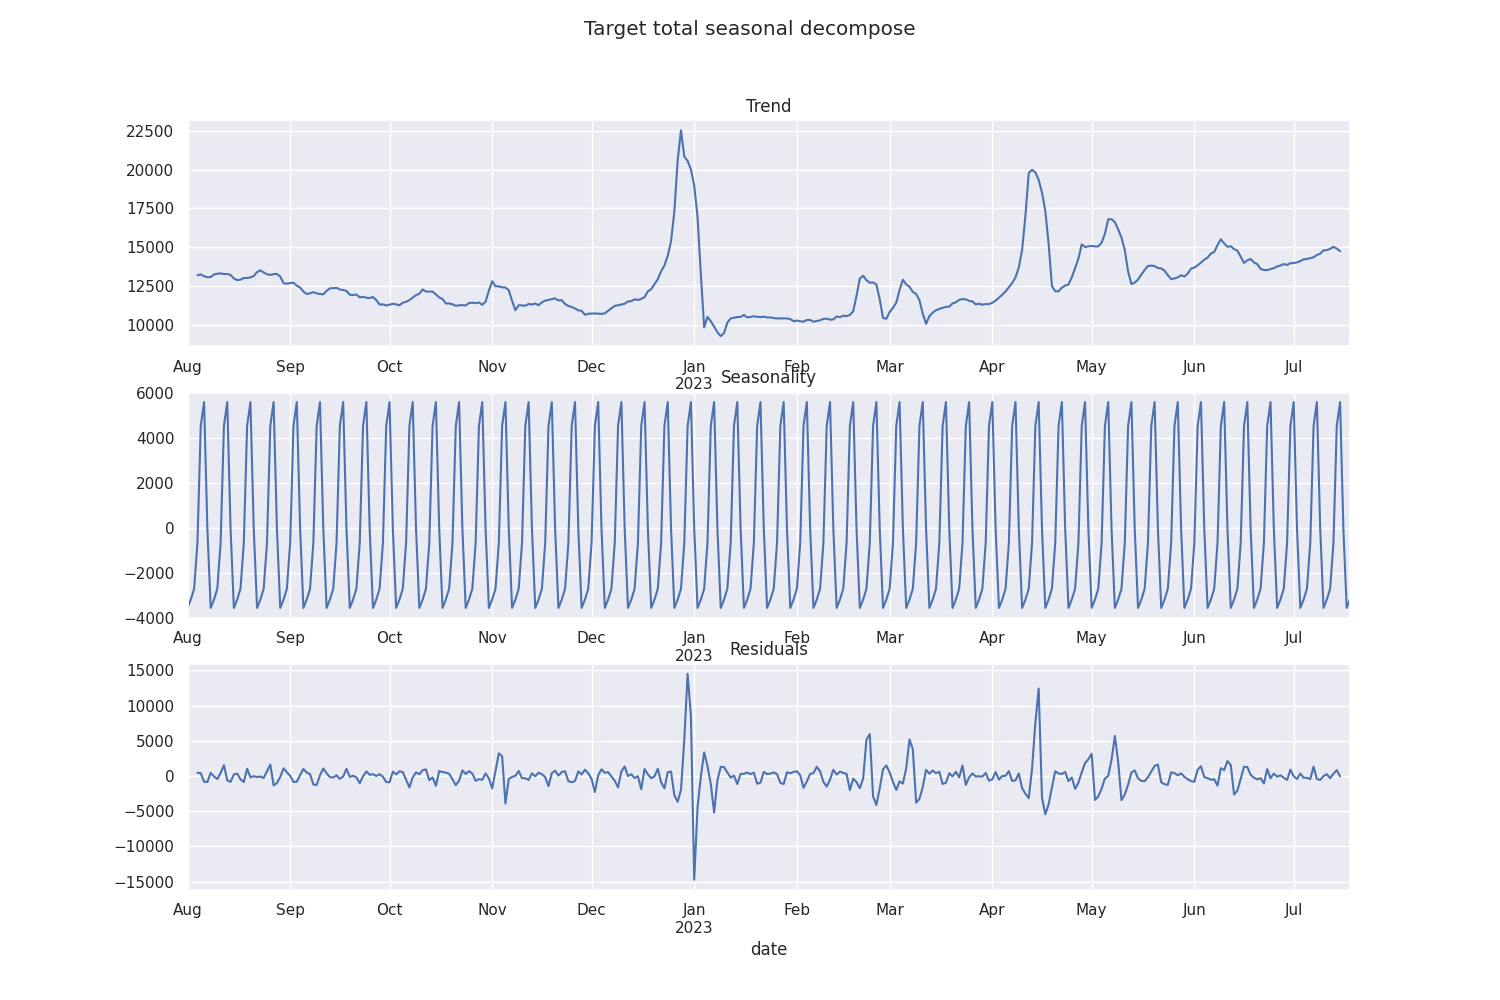 Target total seasonal decompose
Trend
22500
20000
17500
15000
12500
10000
Aug Sep Oct Nov Dec Jan Feb Mar Apr May Jun Jul
2023
Seasonality
6000
4000
2000
0
−2000
−4000
Aug Sep Oct Nov Dec Jan Feb Mar Apr May Jun Jul
2023
Residuals
15000
10000
5000
0
−5000
−10000
−15000
Aug Sep Oct Nov Dec Jan Feb Mar Apr May Jun Jul
2023
date